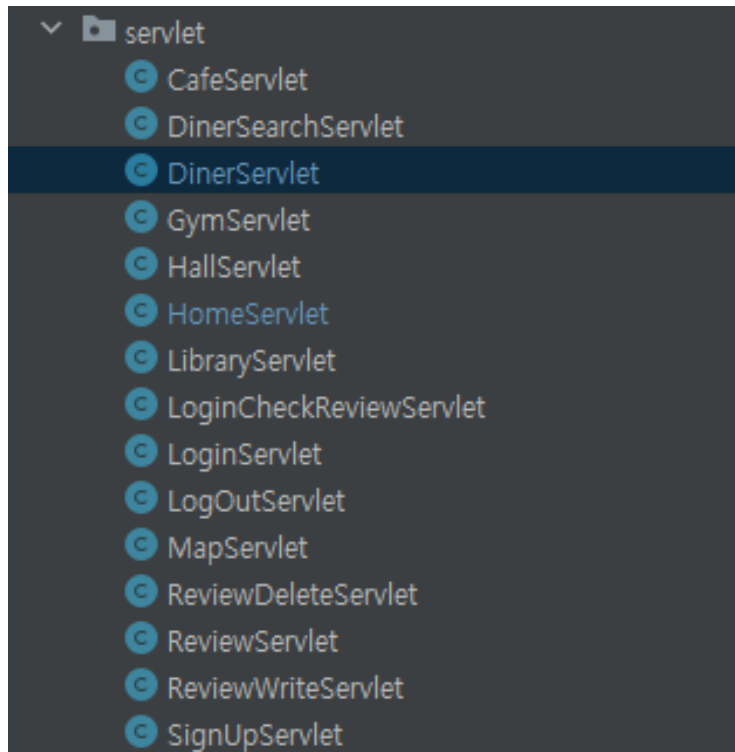 servlet
C CafeServlet
C DinerSearchServlet
C DinerServlet
C GymServlet
C HallServlet
C HomeServlet
C LibraryServlet
C LoginCheckReviewServlet
C LoginServlet
C LogOutServlet
C MapServlet
C ReviewDeleteServlet
C ReviewServlet
C ReviewWriteServlet
C SignUpServlet